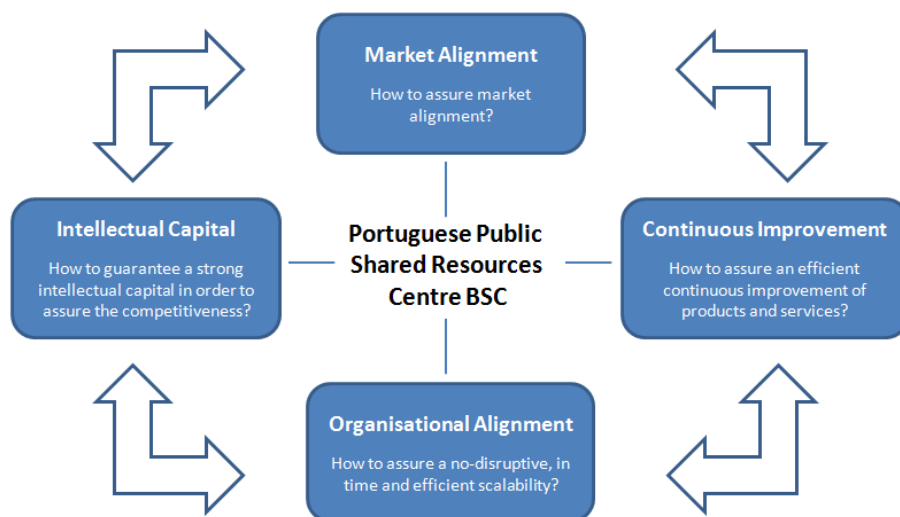 Market Alignment
How to assure market
alignment?
Intellectual Capital
How to guarantee a strong
intellectual capital in order to
assure the competitiveness?
Portuguese Public
Shared Resources
Centre BSC
Continuous Improvement
How to assure an efficient
continuous improvement of
products and services?
Organisational Alignment
How to assure a no-disruptive, in
time and efficient scalability?